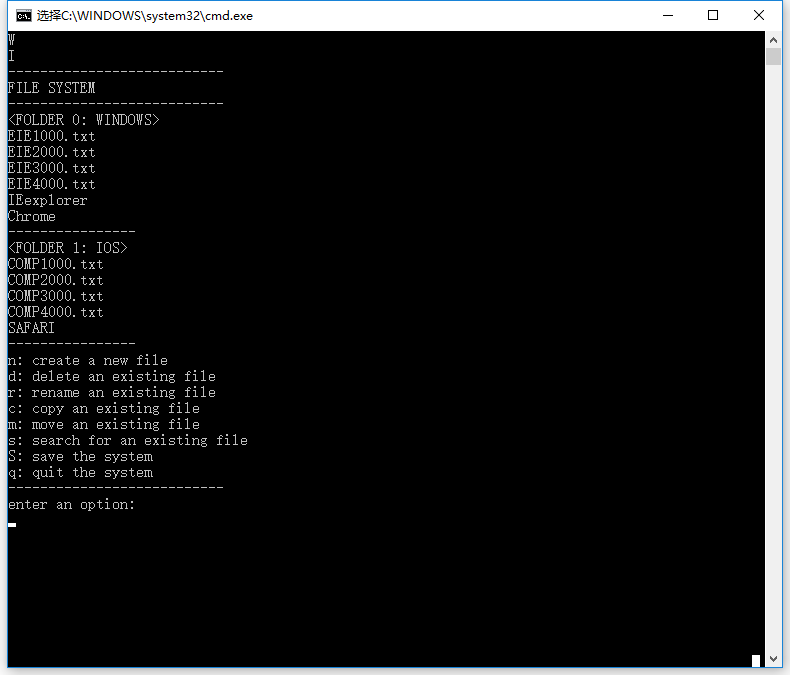 选择C:\WINDOWS\system32\cmd.exe
W
I
---------------------------
FILE SYSTEM
---------------------------
<FOLDER 0: WINDOWS>
EIE1000.txt
EIE2000.txt
EIE3000.txt
EIE4000.txt
IEexplorer
Chrome
----------------
<FOLDER 1: IOS>
COMP1000.txt
COMP2000.txt
COMP3000.txt
COMP4000.txt
SAFARI
----------------
n: create a new file
d: delete an existing file
r: rename an existing file
c: copy an existing file
m: move an existing file
s: search for an existing file
S: save the system
q: quit the system
---------------------------
enter an option: